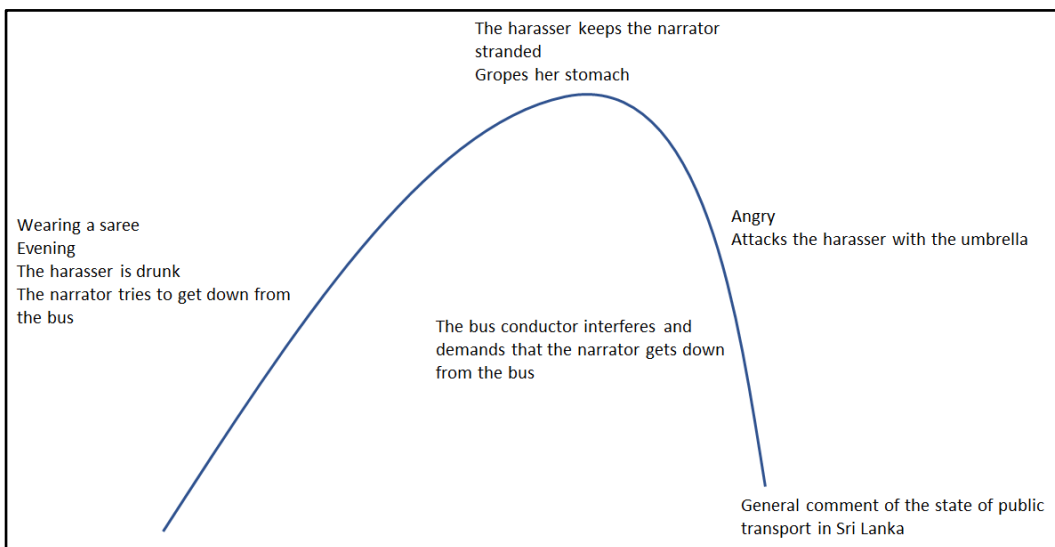 The harasser keeps the narrator
stranded
Gropes her stomach
Wearing a saree
Evening
The harasser is drunk
The narrator tries to get down from
the bus
Angry
Attacks the harasser with the umbrella
The bus conductor interferes and
demands that the narrator gets down
from the bus
General comment of the state of public
transport in Sri Lanka